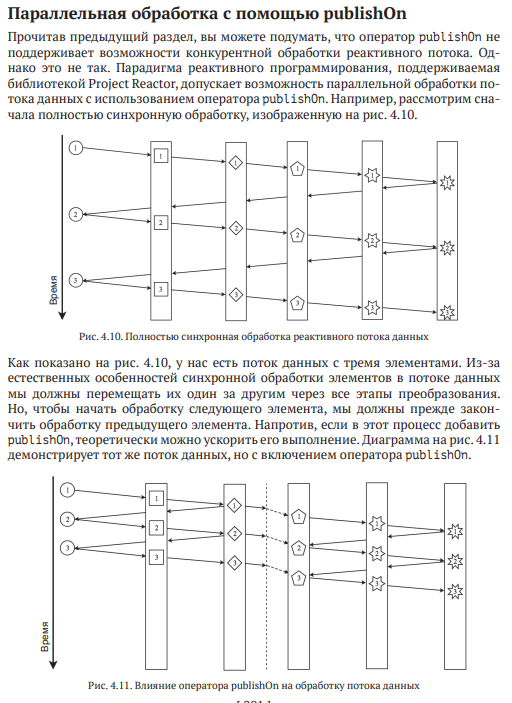 Параллельная обработка с помощью publishOn
Прочитав предыдущий раздел, вы можете подумать, что оператор publishOn не
поддерживает возможности конкурентной обработки реактивного потока. Од-
нако это не так. Парадигма реактивного программирования, поддерживаемая
библиотекой Project Reactor, допускает возможность параллельной обработки по-
тока данных с использованием оператора publishOn. Например, рассмотрим сна-
чала полностью синхронную обработку, изображенную на рис. 4.10.
1 1 1 1 1 1
2 2 2 2 2 2
3 3 3 3 3 3
Время
Рис. 4.10. Полностью синхронная обработка реактивного потока данных
Как показано на рис. 4.10, у нас есть поток данных с тремя элементами. Из-за
естественных особенностей синхронной обработки элементов в потоке данных
мы должны перемещать их один за другим через все этапы преобразования.
Но, чтобы начать обработку следующего элемента, мы должны прежде закон-
чить обработку предыдущего элемента. Напротив, если в этот процесс добавить
publishOn, теоретически можно ускорить его выполнение. Диаграмма на рис. 4.11
демонстрирует тот же поток данных, но с включением оператора publishOn.
1 1 1 1 1 1
2 2 2 2 2 2
3 3 3 3 3 3
Время
Рис. 4.11. Влияние оператора publishOn на обработку потока данных